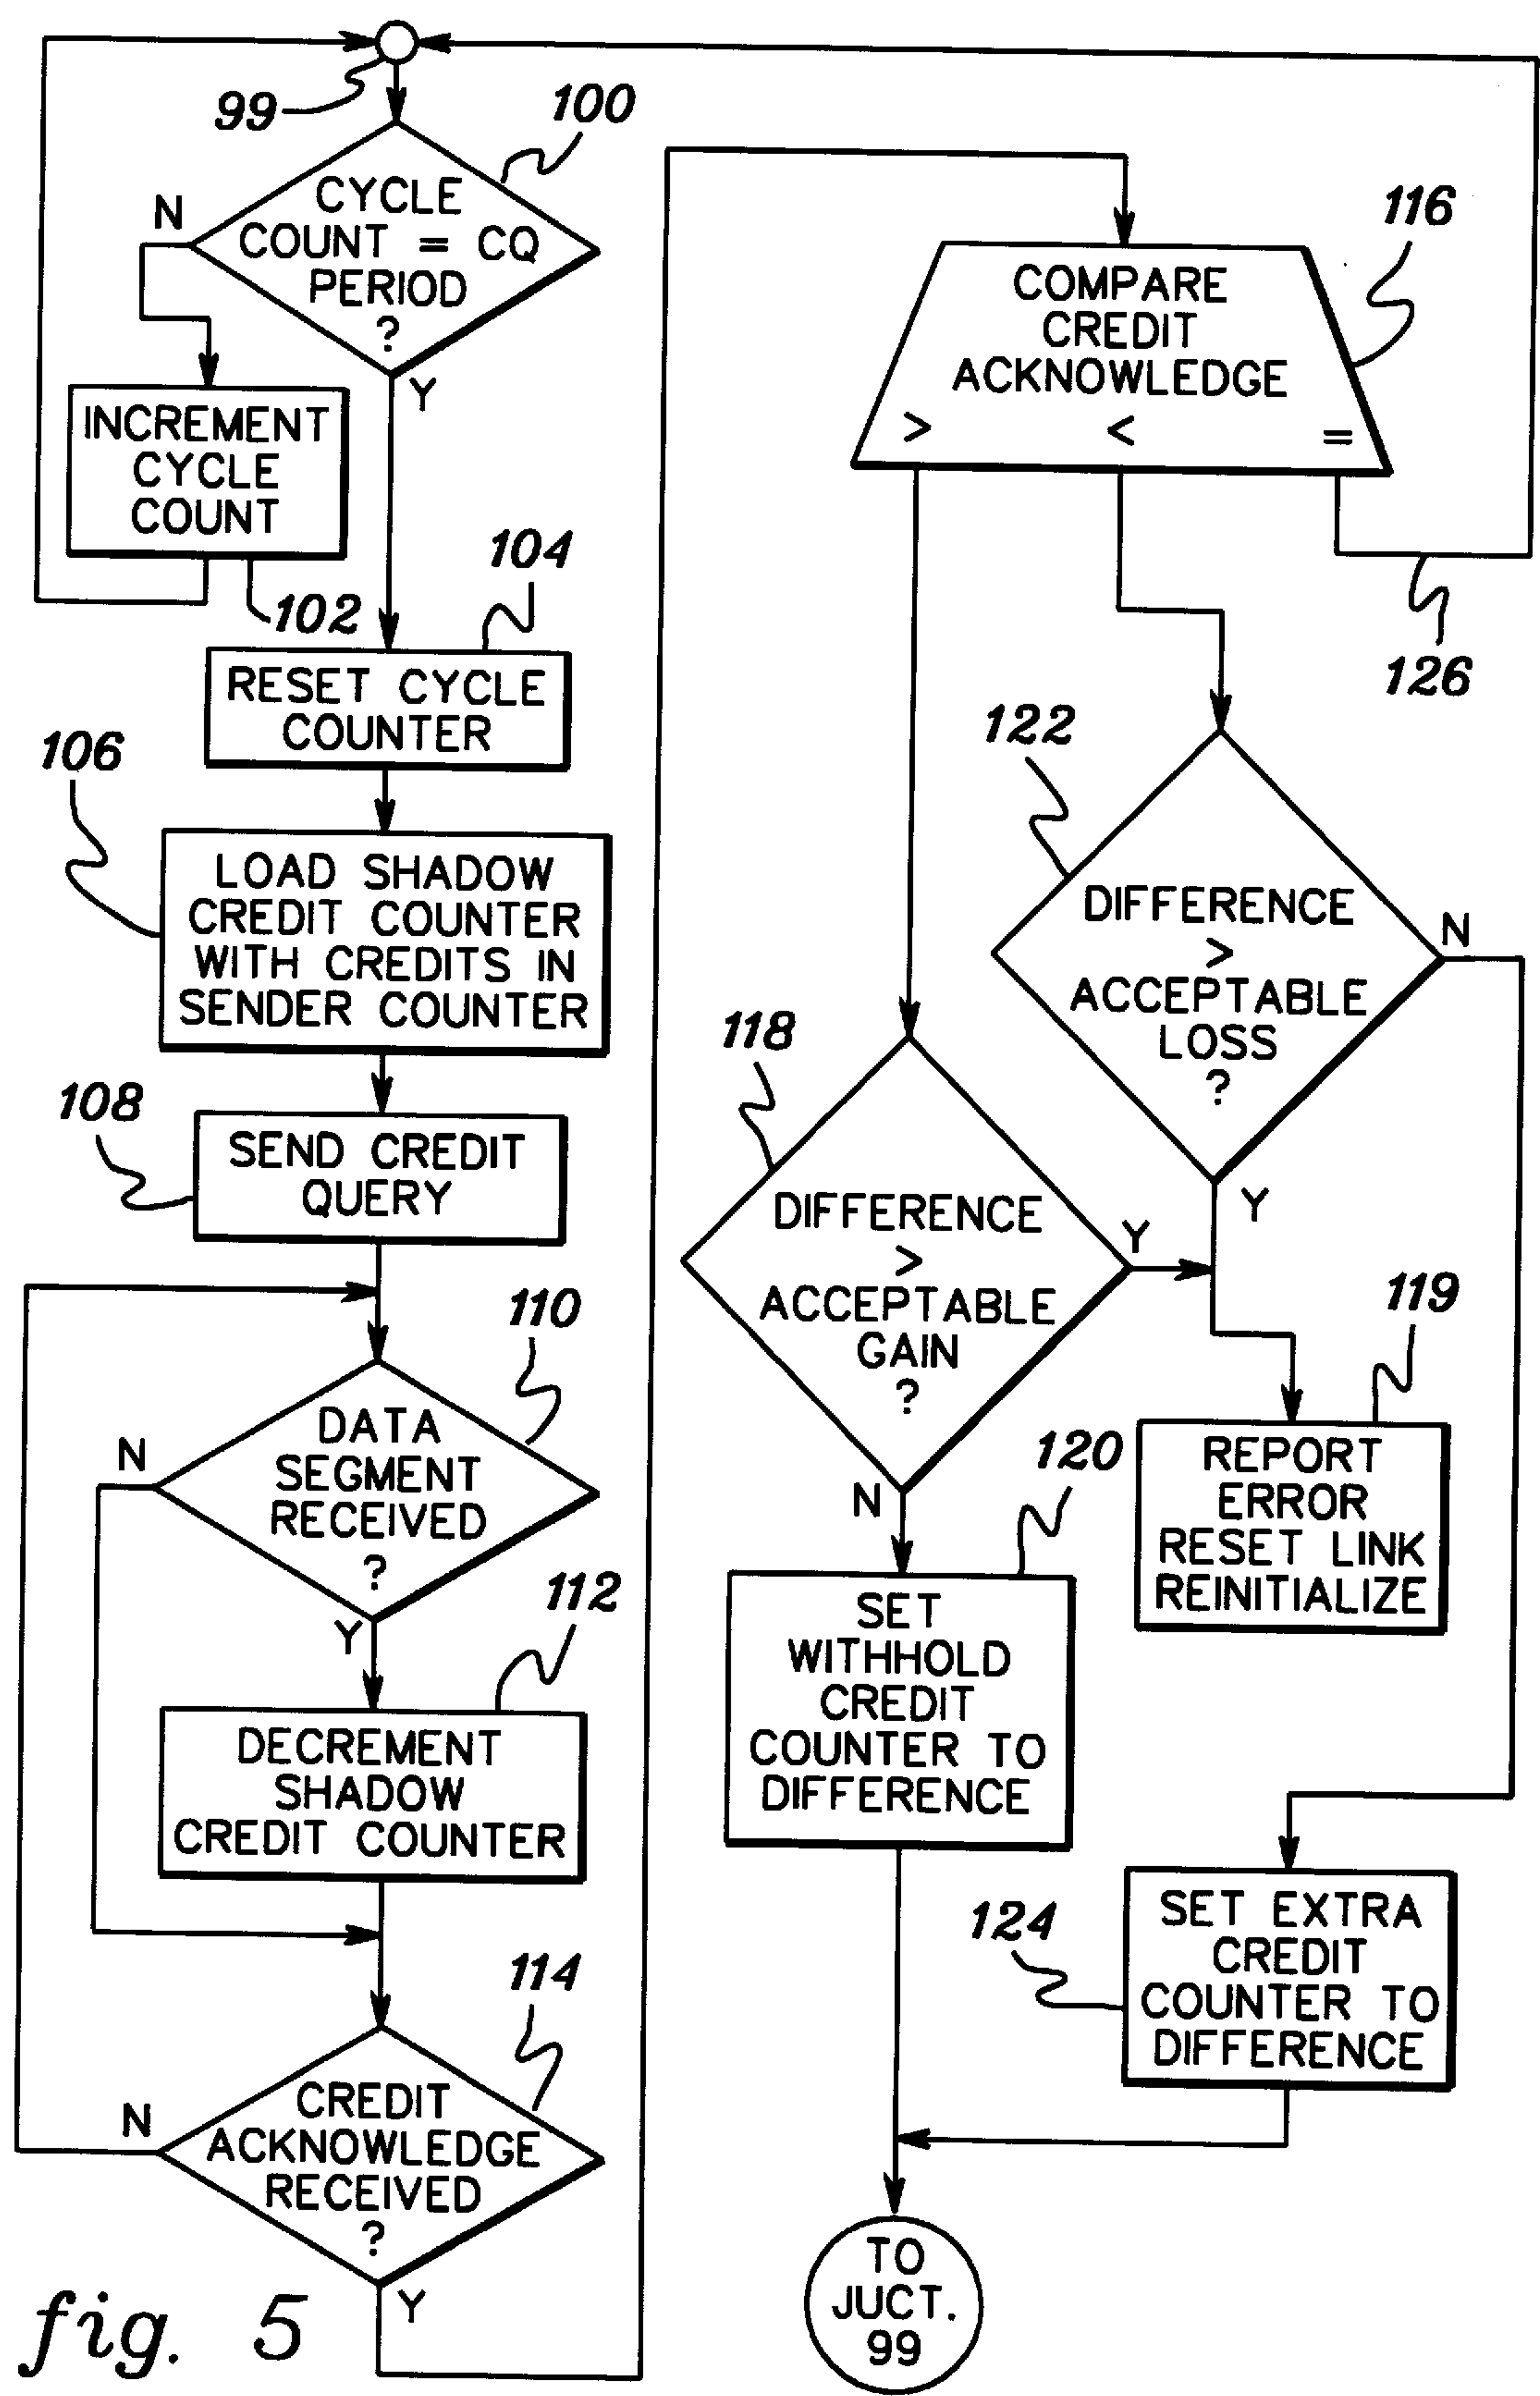 99
100
CYCLE
COUNT = CQ
PERIOD
?
N
Y
INCREMENT
CYCLE
COUNT
102
104
RESET CYCLE
COUNTER
106
LOAD SHADOW
CREDIT COUNTER
WITH CREDITS IN
SENDER COUNTER
108
SEND CREDIT
QUERY
110
DATA
SEGMENT
RECEIVED
?
N
Y
112
DECREMENT
SHADOW
CREDIT COUNTER
114
CREDIT
ACKNOWLEDGE
RECEIVED
?
N
Y
116
COMPARE
CREDIT
ACKNOWLEDGE
> < =
126
122
DIFFERENCE
>
ACCEPTABLE
LOSS
?
N
Y
118
DIFFERENCE
>
ACCEPTABLE
GAIN
?
Y
N
119
REPORT
ERROR
RESET LINK
REINITIALIZE
120
SET
WITHHOLD
CREDIT
COUNTER TO
DIFFERENCE
124
SET EXTRA
CREDIT
COUNTER TO
DIFFERENCE
TO
JUCT.
99
fig. 5